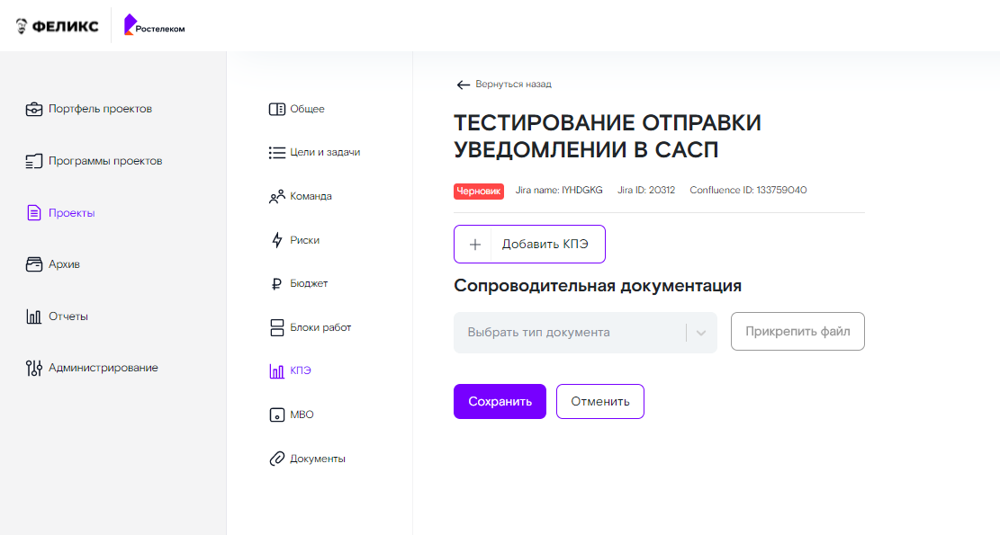 ФЕЛИКС
Ростелеком
Портфель проектов
Программы проектов
Проекты
Архив
Отчеты
Администрирование
Общее
Цели и задачи
Команда
Риски
Бюджет
Блоки работ
КПЭ
МВО
Документы
Вернуться назад
ТЕСТИРОВАНИЕ ОТПРАВКИ
УВЕДОМЛЕНИИ В САСП
Черновик Jira name: IYHDGKG Jira ID: 20312 Confluence ID: 133759040
Добавить КПЭ
Сопроводительная документация
Выбрать тип документа Прикрепить файл
Сохранить Отменить